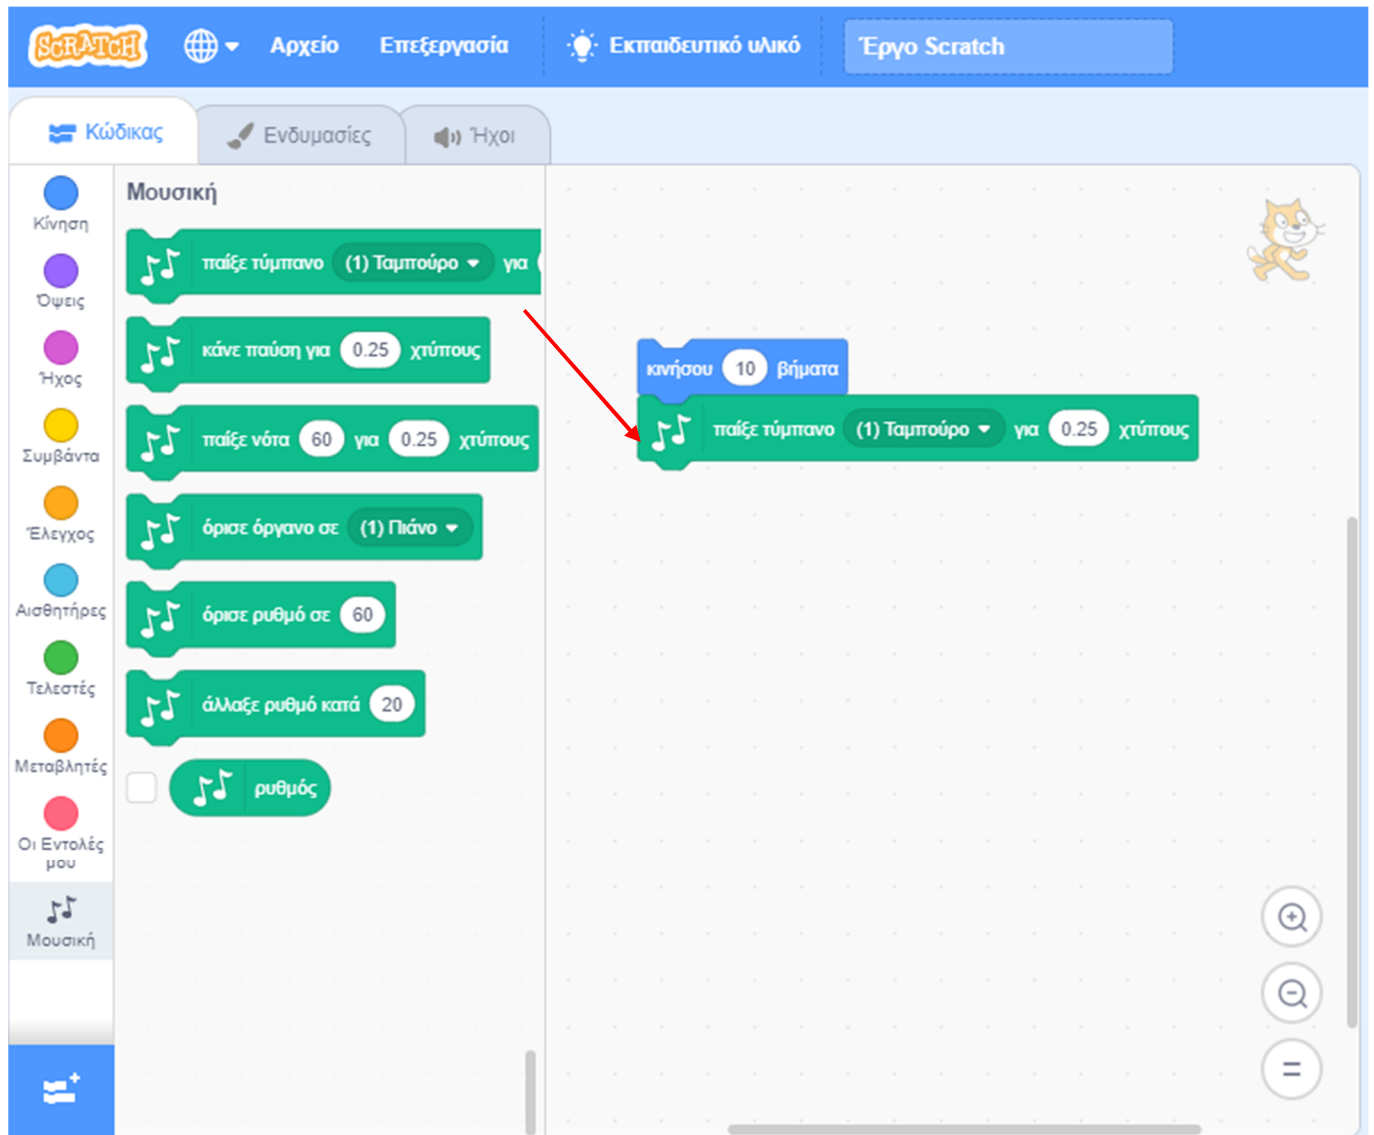 SCRATCH Αρχείο Επεξεργασία Εκπαιδευτικό υλικό Έργο Scratch
Κώδικας Ενδυμασίες Ήχοι
Κίνηση
Όψεις
Ήχος
Συμβάντα
Έλεγχος
Αισθητήρες
Τελεστές
Μεταβλητές
Οι Εντολές
μου
Μουσική
Μουσική
παίξε τύμπανο (1) Ταμπούρο για
κάνε παύση για 0.25 χτύπους
παίξε νότα 60 για 0.25 χτύπους
όρισε όργανο σε (1) Πιάνο
όρισε ρυθμό σε 60
άλλαξε ρυθμό κατά 20
ρυθμός
κινήσου 10 βήματα
παίξε τύμπανο (1) Ταμπούρο για 0.25 χτύπους